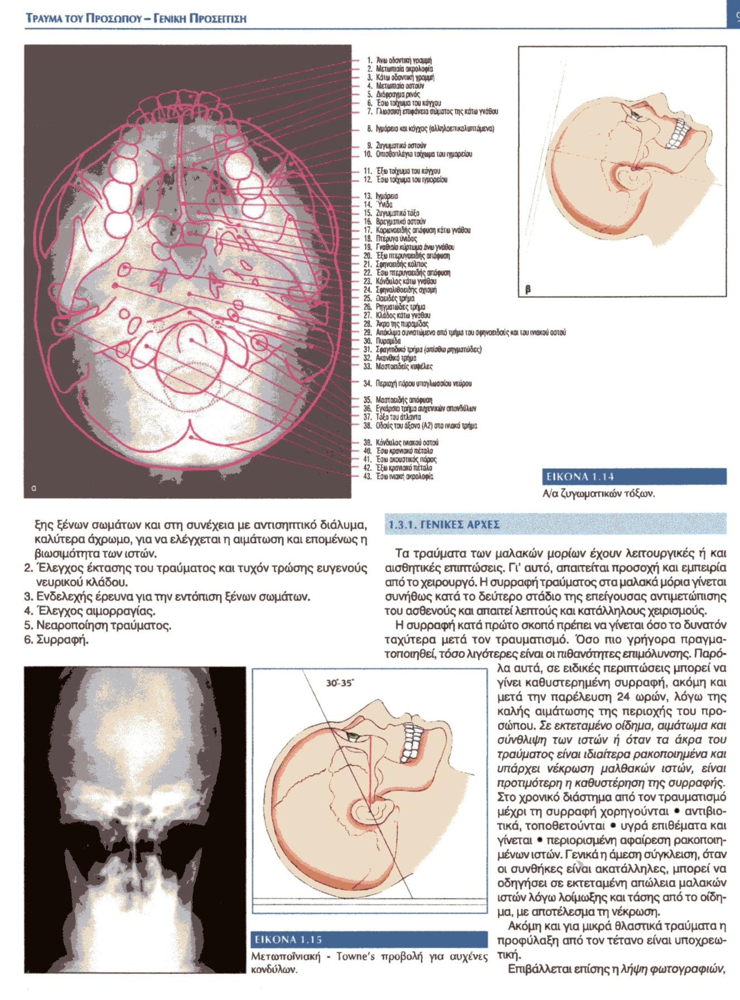 ΤΡΑΥΜΑ ΤΟΥ ΠΡΟΣΩΠΟΥ – ΓΕΝΙΚΗ ΠΡΟΣΕΓΓΙΣΗ
9
1. Άνω οδοντική γραμμή
2. Μετωπιαία ακρολοφία
3. Κάτω οδοντική γραμμή
4. Μετωπιαίο οστούν
5. Διάφραγμα ρινός
6. Έσω τοίχωμα του κόγχου
7. Γλωσσική επιφάνεια σώματος της κάτω γνάθου
8. Ιγμόρειο και κόγχος (αλληλοεπικαλυπτόμενα)
9. Ζυγωματικό οστούν
10. Οπισθοπλάγιο τοίχωμα του ιγμορείου
11. Έξω τοίχωμα του κόγχου
12. Έσω τοίχωμα του ιγμορείου
13. Ιγμόρειο
14. Ύνιδα
15. Ζυγωματικό τόξο
16. Βρεγματικό οστούν
17. Κορωνοειδής απόφυση κάτω γνάθου
18. Πτέρυγα ύνιδας
19. Γναθιαίο κύρτωμα άνω γνάθου
20. Έξω πτερυγοειδής απόφυση
21. Σφηνοειδής κόλπος
22. Έσω πτερυγοειδής απόφυση
23. Κόνδυλος κάτω γνάθου
24. Σφηνολιθοειδής σχισμή
25. Ωοειδές τρήμα
26. Ρηγματώδες τρήμα
27. Κλάδος κάτω γνάθου
28. Άκρο της πυραμίδας
29. Απόκλιμα συνιστώμενο από τμήμα του σφηνοειδούς και του ινιακού οστού
30. Πυραμίδα
31. Σφαγιτιδικό τρήμα (οπίσθιο ρηγματώδες)
32. Ακανθικό τρήμα
33. Μαστοειδείς κυψέλες
34. Περιοχή πόρου υπογλωσσίου νεύρου
35. Μαστοειδής απόφυση
36. Εγκάρσιο τρήμα αυχενικών σπονδύλων
37. Τόξο του άτλαντα
38. Οδούς του άξονα (Α2) στο ινιακό τρήμα
39. Κόνδυλος ινιακού οστού
40. Έσω κρανιακό πέταλο
41. Έσω ακουστικός πόρος
42. Έξω κρανιακό πέταλο
43. Έσω ινιακή ακρολοφία
α
β
ΕΙΚΟΝΑ 1.14
Α/α ζυγωματικών τόξων.
ξης ξένων σωμάτων και στη συνέχεια με αντισηπτικό διάλυμα,
καλύτερα άχρωμο, για να ελέγχεται η αιμάτωση και επομένως η
βιωσιμότητα των ιστών.
2. Έλεγχος έκτασης του τραύματος και τυχόν τρώσης ευγενούς
νευρικού κλάδου.
3. Ενδελεχής έρευνα για την εντόπιση ξένων σωμάτων.
4. Έλεγχος αιμορραγίας.
5. Νεαροποίηση τραύματος.
6. Συρραφή.
30°-35°
ΕΙΚΟΝΑ 1.15
Μετωποϊνιακή - Towne's προβολή για αυχένες
κονδύλων.
1.3.1. ΓΕΝΙΚΕΣ ΑΡΧΕΣ
Τα τραύματα των μαλακών μορίων έχουν λειτουργικές ή και
αισθητικές επιπτώσεις. Γι' αυτό, απαιτείται προσοχή και εμπειρία
από το χειρουργό. Η συρραφή τραύματος στα μαλακά μόρια γίνεται
συνήθως κατά το δεύτερο στάδιο της επείγουσας αντιμετώπισης
του ασθενούς και απαιτεί λεπτούς και κατάλληλους χειρισμούς.
Η συρραφή κατά πρώτο σκοπό πρέπει να γίνεται όσο το δυνατόν
ταχύτερα μετά τον τραυματισμό. Όσο πιο γρήγορα πραγμα-
τοποιηθεί, τόσο λιγότερες είναι οι πιθανότητες επιμόλυνσης. Παρό-
λα αυτά, σε ειδικές περιπτώσεις μπορεί να
γίνει καθυστερημένη συρραφή, ακόμη και
μετά την παρέλευση 24 ωρών, λόγω της
καλής αιμάτωσης της περιοχής του προ-
σώπου. Σε εκτεταμένο οίδημα, αιμάτωμα και
σύνθλιψη των ιστών ή όταν τα άκρα του
τραύματος είναι ιδιαίτερα ρακοποιημένα και
υπάρχει νέκρωση μαλθακών ιστών, είναι
προτιμότερη η καθυστέρηση της συρραφής.
Στο χρονικό διάστημα από τον τραυματισμό
μέχρι τη συρραφή χορηγούνται • αντιβιο-
τικά, τοποθετούνται • υγρά επιθέματα και
γίνεται • περιορισμένη αφαίρεση ρακοποιη-
μένων ιστών. Γενικά η άμεση σύγκλειση, όταν
οι συνθήκες είναι ακατάλληλες, μπορεί να
οδηγήσει σε εκτεταμένη απώλεια μαλακών
ιστών λόγω λοίμωξης και τάσης από το οίδη-
μα, με αποτέλεσμα τη νέκρωση.
Ακόμη και για μικρά θλαστικά τραύματα η
προφύλαξη από τον τέτανο είναι υποχρεω-
τική.
Επιβάλλεται επίσης η λήψη φωτογραφιών,